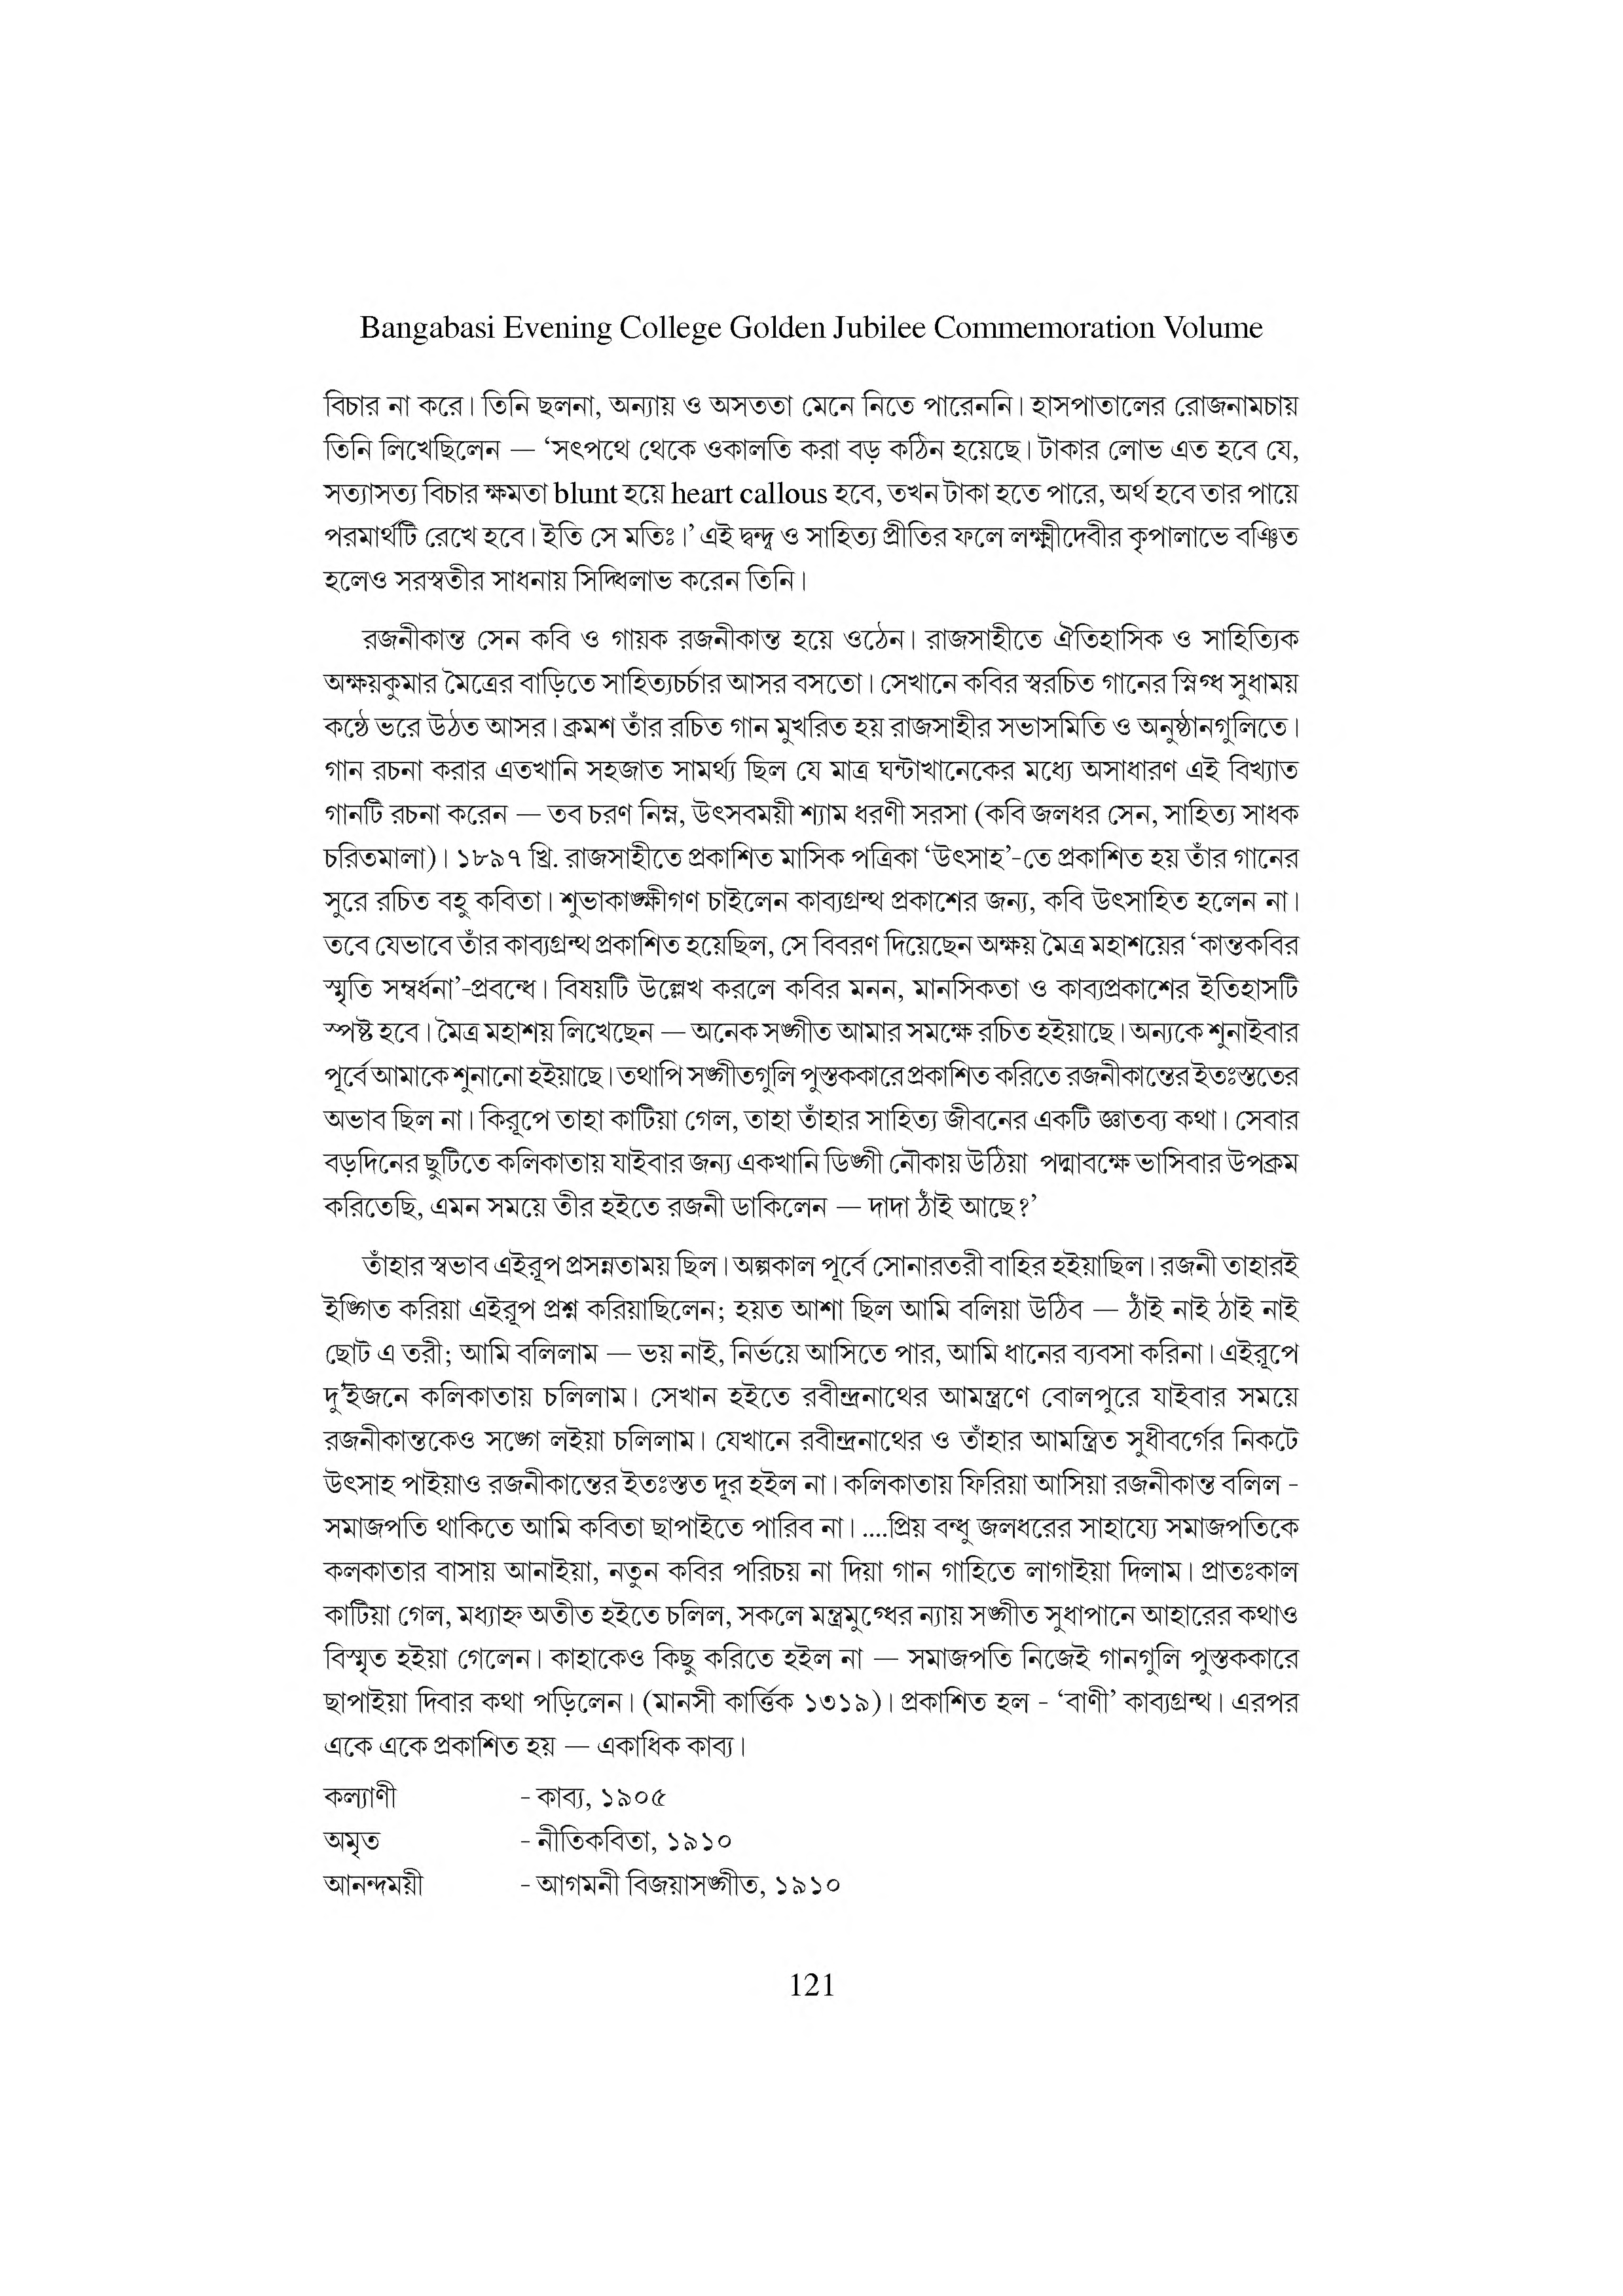 Bangabasi Evening College Golden Jubilee Commemoration Volume
বিচার না করে। তিনি ছলনা, অন্যায় ও অসততা মেনে নিতে পারেননি। হাসপাতালের রোজনামচায়
তিনি লিখেছিলেন — ‘সৎপথে থেকে ওকালতি করা বড় কঠিন হয়েছে। টাকার লোভ এত হবে যে,
সত্যাসত্য বিচার ক্ষমতা blunt হয়ে heart callous হবে, তখন টাকা হতে পারে, অর্থ হবে তার পায়ে
পরমার্থটি রেখে হবে। ইতি সে মতিঃ।’ এই দ্বন্দ্ব ও সাহিত্য প্রীতির ফলে লক্ষ্মীদেবীর কৃপালাভে বঞ্চিত
হলেও সরস্বতীর সাধনায় সিদ্ধিলাভ করেন তিনি।
রজনীকান্ত সেন কবি ও গায়ক রজনীকান্ত হয়ে ওঠেন। রাজসাহীতে ঐতিহাসিক ও সাহিত্যিক
অক্ষয়কুমার মৈত্রের বাড়িতে সাহিত্যচর্চার আসর বসতো। সেখানে কবির স্বরচিত গানের স্নিগ্ধ সুধাময়
কন্ঠে ভরে উঠত আসর। ক্রমশ তাঁর রচিত গান মুখরিত হয় রাজসাহীর সভাসমিতি ও অনুষ্ঠানগুলিতে।
গান রচনা করার এতখানি সহজাত সামর্থ্য ছিল যে মাত্র ঘন্টাখানেকের মধ্যে অসাধারণ এই বিখ্যাত
গানটি রচনা করেন — তব চরণ নিম্ন, উৎসবময়ী শ্যাম ধরণী সরসা (কবি জলধর সেন, সাহিত্য সাধক
চরিতমালা)। ১৮৯৭ খ্রি. রাজসাহীতে প্রকাশিত মাসিক পত্রিকা ‘উৎসাহ’-তে প্রকাশিত হয় তাঁর গানের
সুরে রচিত বহু কবিতা। শুভাকাঙ্ক্ষীগণ চাইলেন কাব্যগ্রন্থ প্রকাশের জন্য, কবি উৎসাহিত হলেন না।
তবে যেভাবে তাঁর কাব্যগ্রন্থ প্রকাশিত হয়েছিল, সে বিবরণ দিয়েছেন অক্ষয় মৈত্র মহাশয়ের ‘কান্তকবির
স্মৃতি সম্বর্ধনা’-প্রবন্ধে। বিষয়টি উল্লেখ করলে কবির মনন, মানসিকতা ও কাব্যপ্রকাশের ইতিহাসটি
স্পষ্ট হবে। মৈত্র মহাশয় লিখেছেন — অনেক সঙ্গীত আমার সমক্ষে রচিত হইয়াছে। অন্যকে শুনাইবার
পূর্বে আমাকে শুনানো হইয়াছে। তথাপি সঙ্গীতগুলি পুস্তককারে প্রকাশিত করিতে রজনীকান্তের ইতঃস্ততের
অভাব ছিল না। কিরূপে তাহা কাটিয়া গেল, তাহা তাঁহার সাহিত্য জীবনের একটি জ্ঞাতব্য কথা। সেবার
বড়দিনের ছুটিতে কলিকাতায় যাইবার জন্য একখানি ডিঙ্গী নৌকায় উঠিয়া পদ্মাবক্ষে ভাসিবার উপক্রম
করিতেছি, এমন সময়ে তীর হইতে রজনী ডাকিলেন — দাদা ঠাঁই আছে?’
তাঁহার স্বভাব এইরূপ প্রসন্নতাময় ছিল। অল্পকাল পূর্বে সোনারতরী বাহির হইয়াছিল। রজনী তাহারই
ইঙ্গিত করিয়া এইরূপ প্রশ্ন করিয়াছিলেন; হয়ত আশা ছিল আমি বলিয়া উঠিব — ঠাঁই নাই ঠাই নাই
ছোট এ তরী; আমি বলিলাম — ভয় নাই, নির্ভয়ে আসিতে পার, আমি ধানের ব্যবসা করিনা। এইরূপে
দু’ইজনে কলিকাতায় চলিলাম। সেখান হইতে রবীন্দ্রনাথের আমন্ত্রণে বোলপুরে যাইবার সময়ে
রজনীকান্তকেও সঙ্গে লইয়া চলিলাম। যেখানে রবীন্দ্রনাথের ও তাঁহার আমন্ত্রিত সুধীবর্গের নিকটে
উৎসাহ পাইয়াও রজনীকান্তের ইতঃস্তত দূর হইল না। কলিকাতায় ফিরিয়া আসিয়া রজনীকান্ত বলিল -
সমাজপতি থাকিতে আমি কবিতা ছাপাইতে পারিব না। ....প্রিয় বন্ধু জলধরের সাহায্যে সমাজপতিকে
কলকাতার বাসায় আনাইয়া, নতুন কবির পরিচয় না দিয়া গান গাহিতে লাগাইয়া দিলাম। প্রাতঃকাল
কাটিয়া গেল, মধ্যাহ্ন অতীত হইতে চলিল, সকলে মন্ত্রমুগ্ধের ন্যায় সঙ্গীত সুধাপানে আহারের কথাও
বিস্মৃত হইয়া গেলেন। কাহাকেও কিছু করিতে হইল না — সমাজপতি নিজেই গানগুলি পুস্তককারে
ছাপাইয়া দিবার কথা পড়িলেন। (মানসী কার্ত্তিক ১৩১৯)। প্রকাশিত হল - ‘বাণী’ কাব্যগ্রন্থ। এরপর
একে একে প্রকাশিত হয় — একাধিক কাব্য।
কল্যাণী - কাব্য, ১৯০৫
অমৃত - নীতিকবিতা, ১৯১০
আনন্দময়ী - আগমনী বিজয়াসঙ্গীত, ১৯১০
121